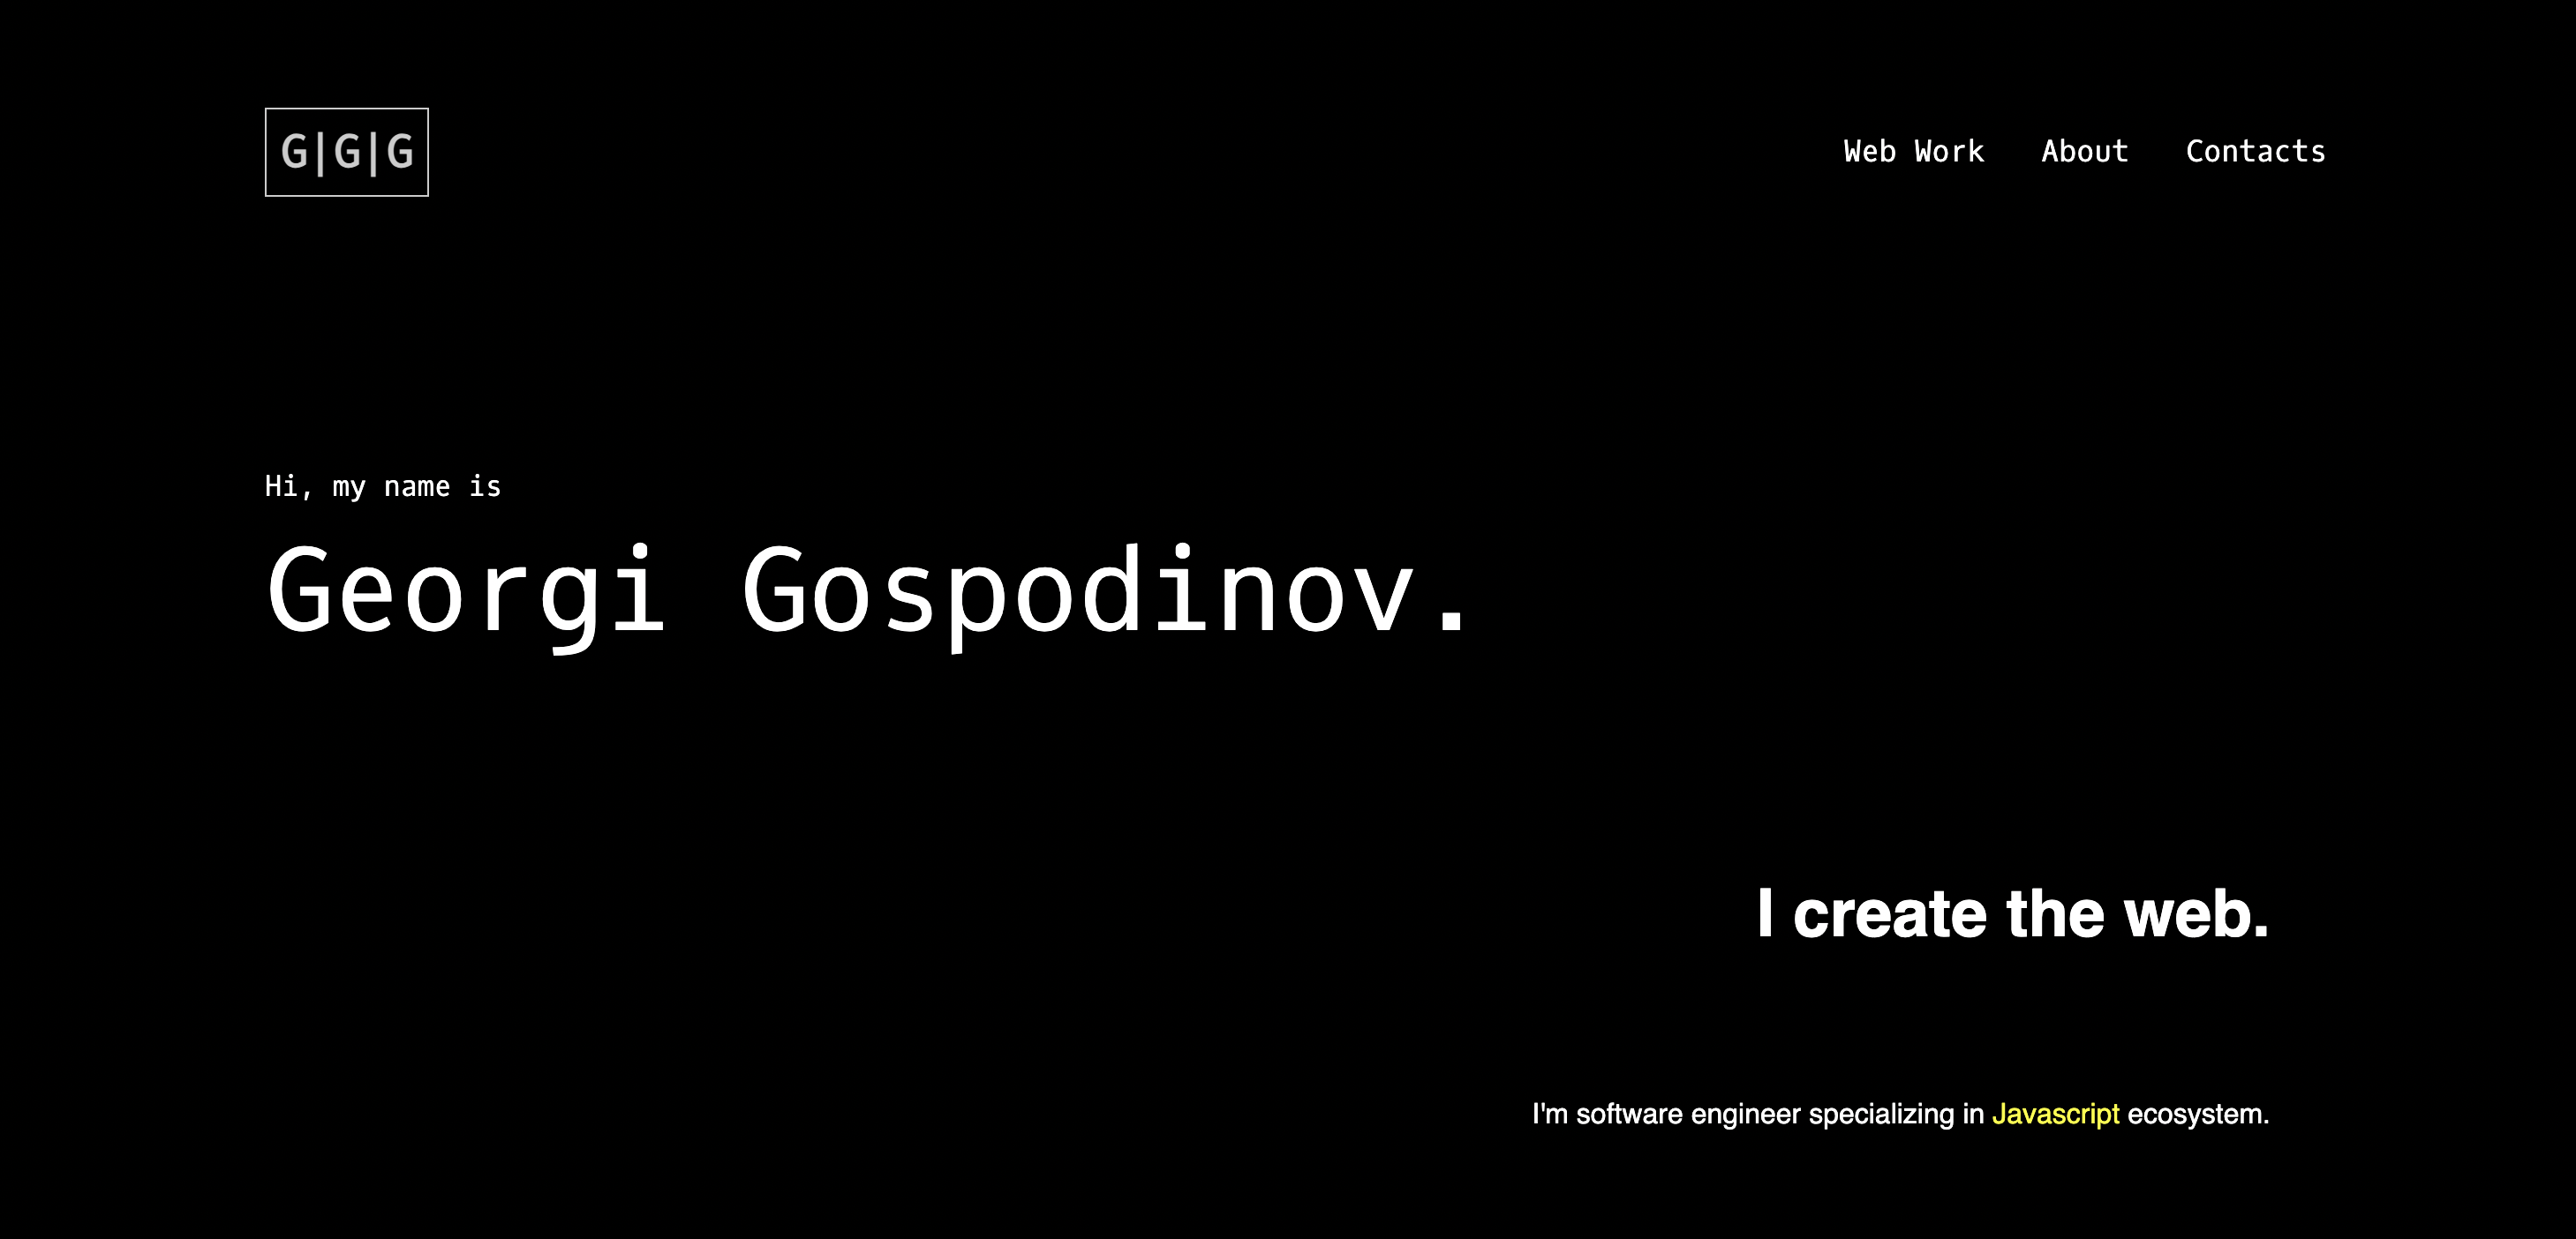 G|G|G
Web Work About Contacts
Hi, my name is
Georgi Gospodinov.
I create the web.
I'm software engineer specializing in Javascript ecosystem.